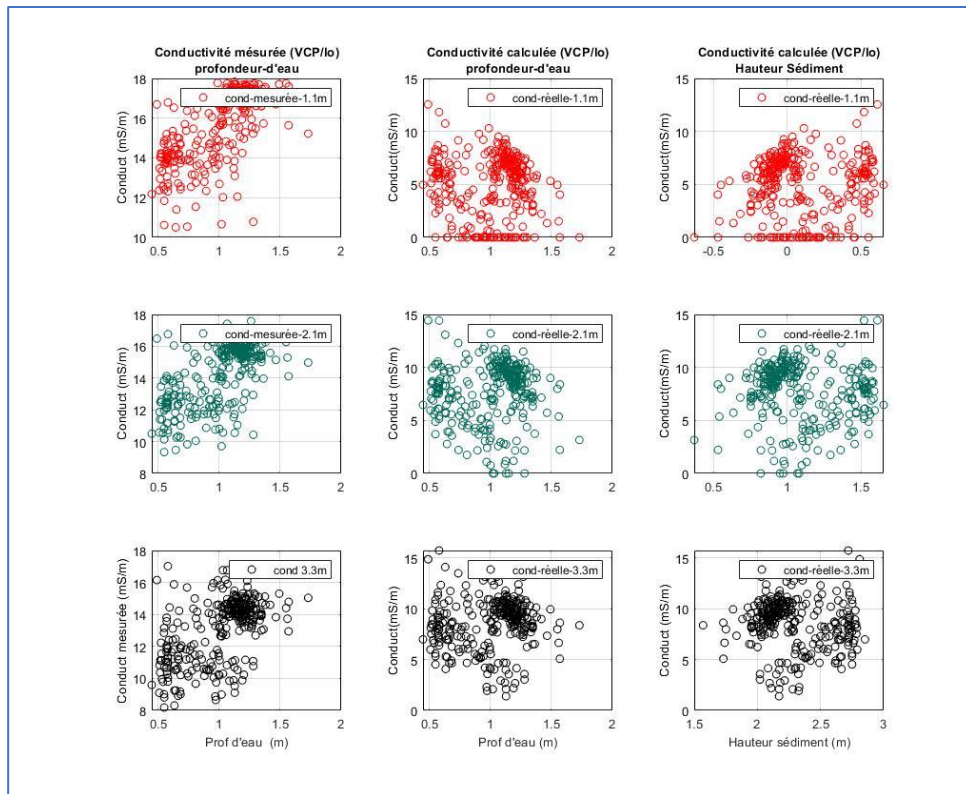 Conductivité mésurée (VCP/Io)
profondeur-d'eau
Conductivité calculée (VCP/Io)
profondeur-d'eau
Conductivité calculée (VCP/Io)
Hauteur Sédiment
Conduct (mS/m)
18
16
14
12
10
0.5
1
1.5
2
cond-mesurée-1.1m
Conduct(mS/m)
15
10
5
0
0.5
1
1.5
2
cond-réelle-1.1m
Conduct(mS/m)
15
10
5
0
-0.5
0
0.5
cond-réelle-1.1m
Conduct (mS/m)
18
16
14
12
10
8
0.5
1
1.5
2
cond-mesurée-2.1m
Conduct(mS/m)
15
10
5
0
0.5
1
1.5
2
cond-réelle-2.1m
Conduct(mS/m)
15
10
5
0
0.5
1
1.5
cond-réelle-2.1m
Conduct mesurée (mS/m)
18
16
14
12
10
8
0.5
1
1.5
2
cond 3.3m
Prof d'eau (m)
Conduct(mS/m)
15
10
5
0
0.5
1
1.5
2
cond-réelle-3.3m
Prof d'eau (m)
Conduct(mS/m)
15
10
5
0
1.5
2
2.5
3
cond-réelle-3.3m
Hauteur sédiment (m)